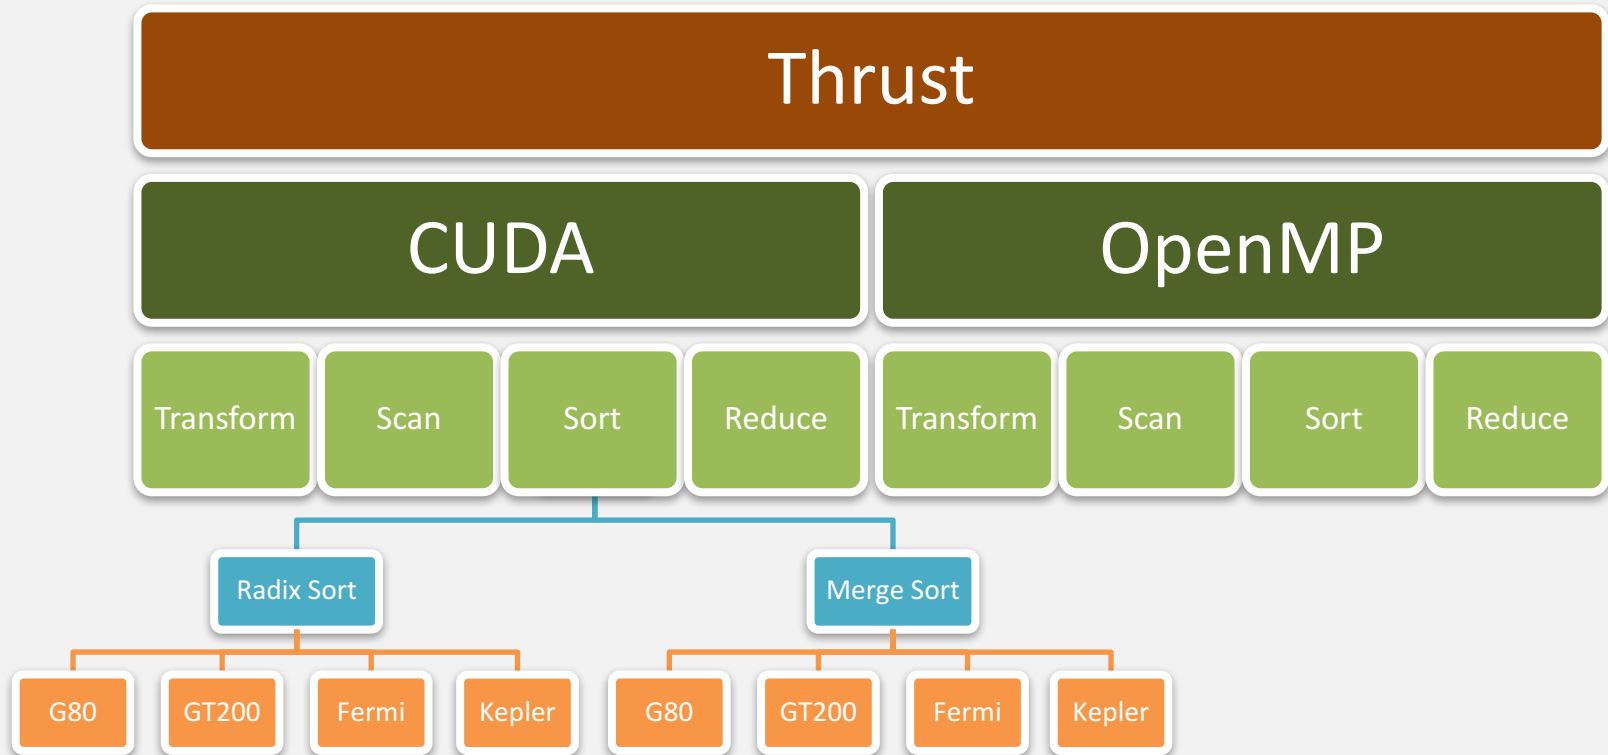 Thrust
CUDA
OpenMP
Transform
Scan
Sort
Reduce
Transform
Scan
Sort
Reduce
Radix Sort
Merge Sort
G80
GT200
Fermi
Kepler
G80
GT200
Fermi
Kepler